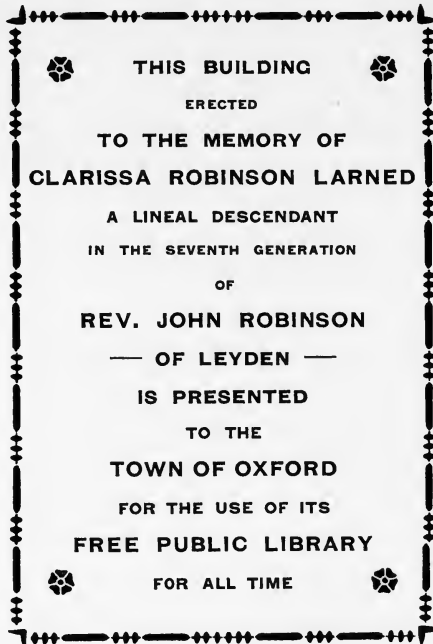 THIS BUILDING
ERECTED
TO THE MEMORY OF
CLARISSA ROBINSON LARNED
A LINEAL DESCENDANT
IN THE SEVENTH GENERATION
OF
REV. JOHN ROBINSON
— OF LEYDEN —
IS PRESENTED
TO THE
TOWN OF OXFORD
FOR THE USE OF ITS
FREE PUBLIC LIBRARY
FOR ALL TIME